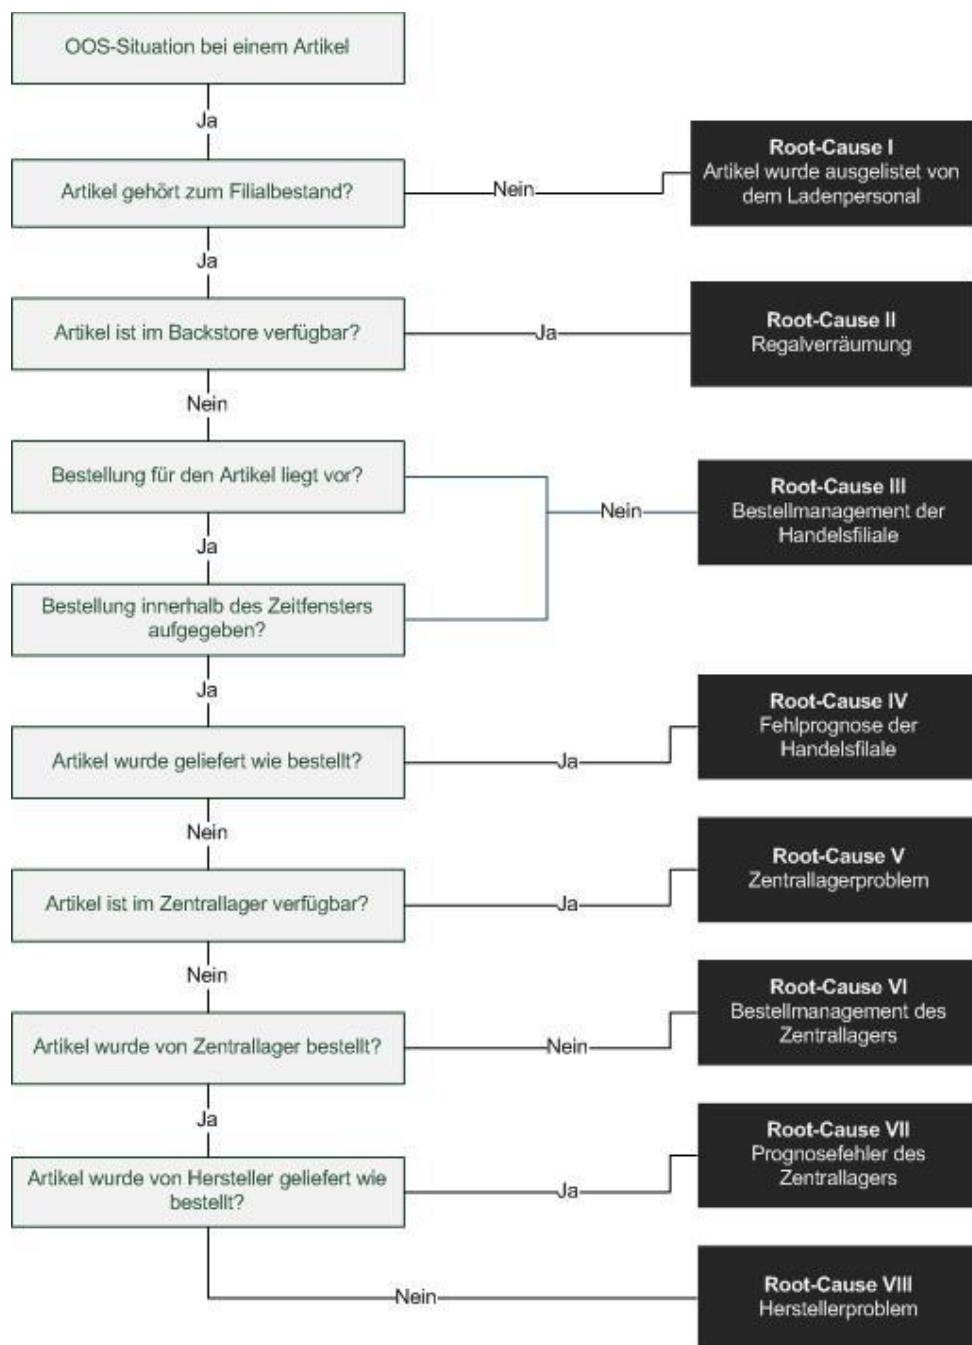 OOS-Situation bei einem Artikel
Ja
Artikel gehört zum Filialbestand?
Nein
Root-Cause I
Artikel wurde ausgelistet von
dem Ladenpersonal
Ja
Artikel ist im Backstore verfügbar?
Ja
Root-Cause II
Regalverräumung
Nein
Bestellung für den Artikel liegt vor?
Nein
Root-Cause III
Bestellmanagement der
Handelsfiliale
Ja
Bestellung innerhalb des Zeitfensters
aufgegeben?
Ja
Artikel wurde geliefert wie bestellt?
Ja
Root-Cause IV
Fehlprognose der
Handelsfilale
Nein
Artikel ist im Zentrallager verfügbar?
Ja
Root-Cause V
Zentrallagerproblem
Nein
Artikel wurde von Zentrallager bestellt?
Nein
Root-Cause VI
Bestellmanagement des
Zentrallagers
Ja
Artikel wurde von Hersteller geliefert wie
bestellt?
Ja
Root-Cause VII
Prognosefehler des
Zentrallagers
Nein
Root-Cause VIII
Herstellerproblem